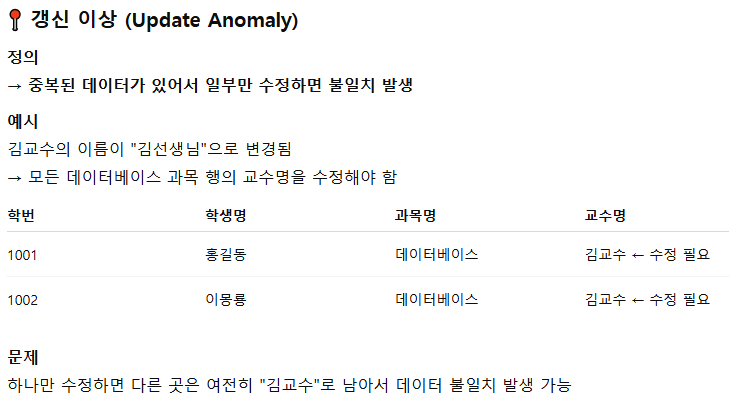 📍 갱신 이상 (Update Anomaly)
정의
→ 중복된 데이터가 있어서 일부만 수정하면 불일치 발생
예시
김교수의 이름이 "김선생님"으로 변경됨
→ 모든 데이터베이스 과목 행의 교수명을 수정해야 함
학번 학생명 과목명 교수명
1001 홍길동 데이터베이스 김교수 ← 수정 필요
1002 이몽룡 데이터베이스 김교수 ← 수정 필요
문제
하나만 수정하면 다른 곳은 여전히 "김교수"로 남아서 데이터 불일치 발생 가능